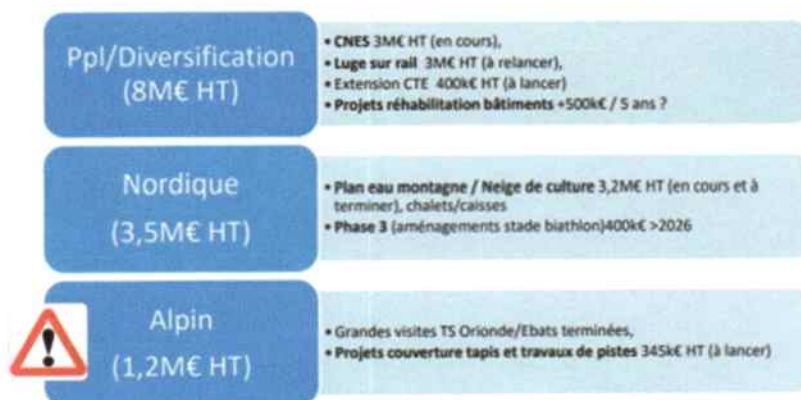 Ppl/Diversification
(8M€ HT)
• CNES 3M€ HT (en cours),
• Luge sur rail 3M€ HT (à relancer),
• Extension CTE 400k€ HT (à lancer)
• Projets réhabilitation bâtiments +500k€ / 5 ans ?
Nordique
(3,5M€ HT)
• Plan eau montagne / Neige de culture 3,2M€ HT (en cours et à
terminer), chalets/caisses
• Phase 3 (aménagements stade biathlon)400k€ >2026
Alpin
(1,2M€ HT)
• Grandes visites TS Orionde/Ebats terminées,
• Projets couverture tapis et travaux de pistes 345k€ HT (à lancer)